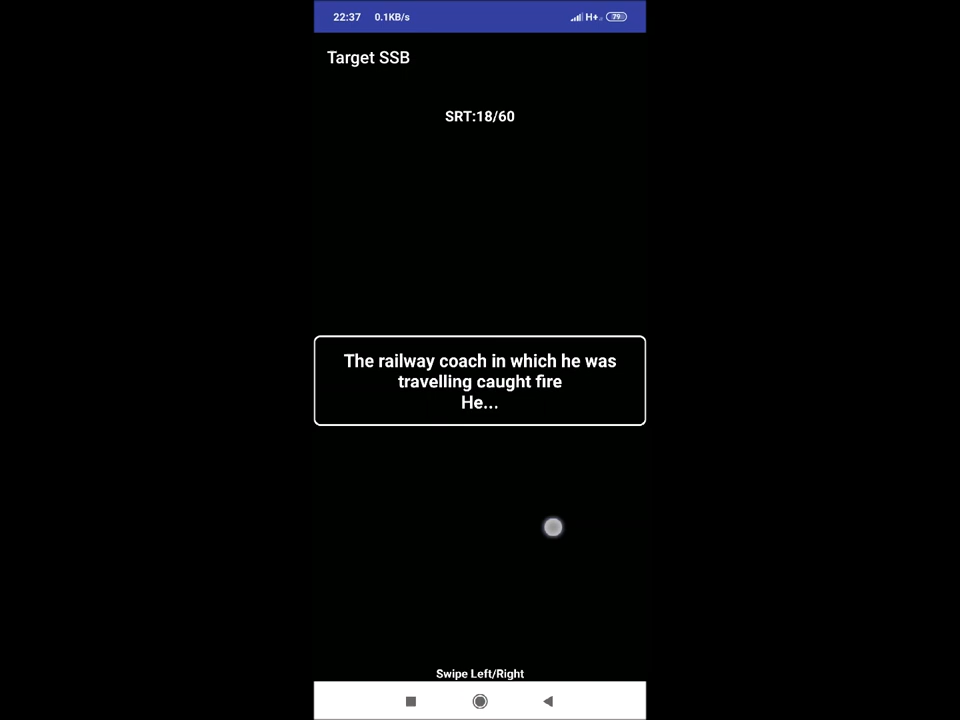 22:37 0.1KB/s H+ 79
Target SSB
SRT:18/60
The railway coach in which he was
travelling caught fire
He...
Swipe Left/Right